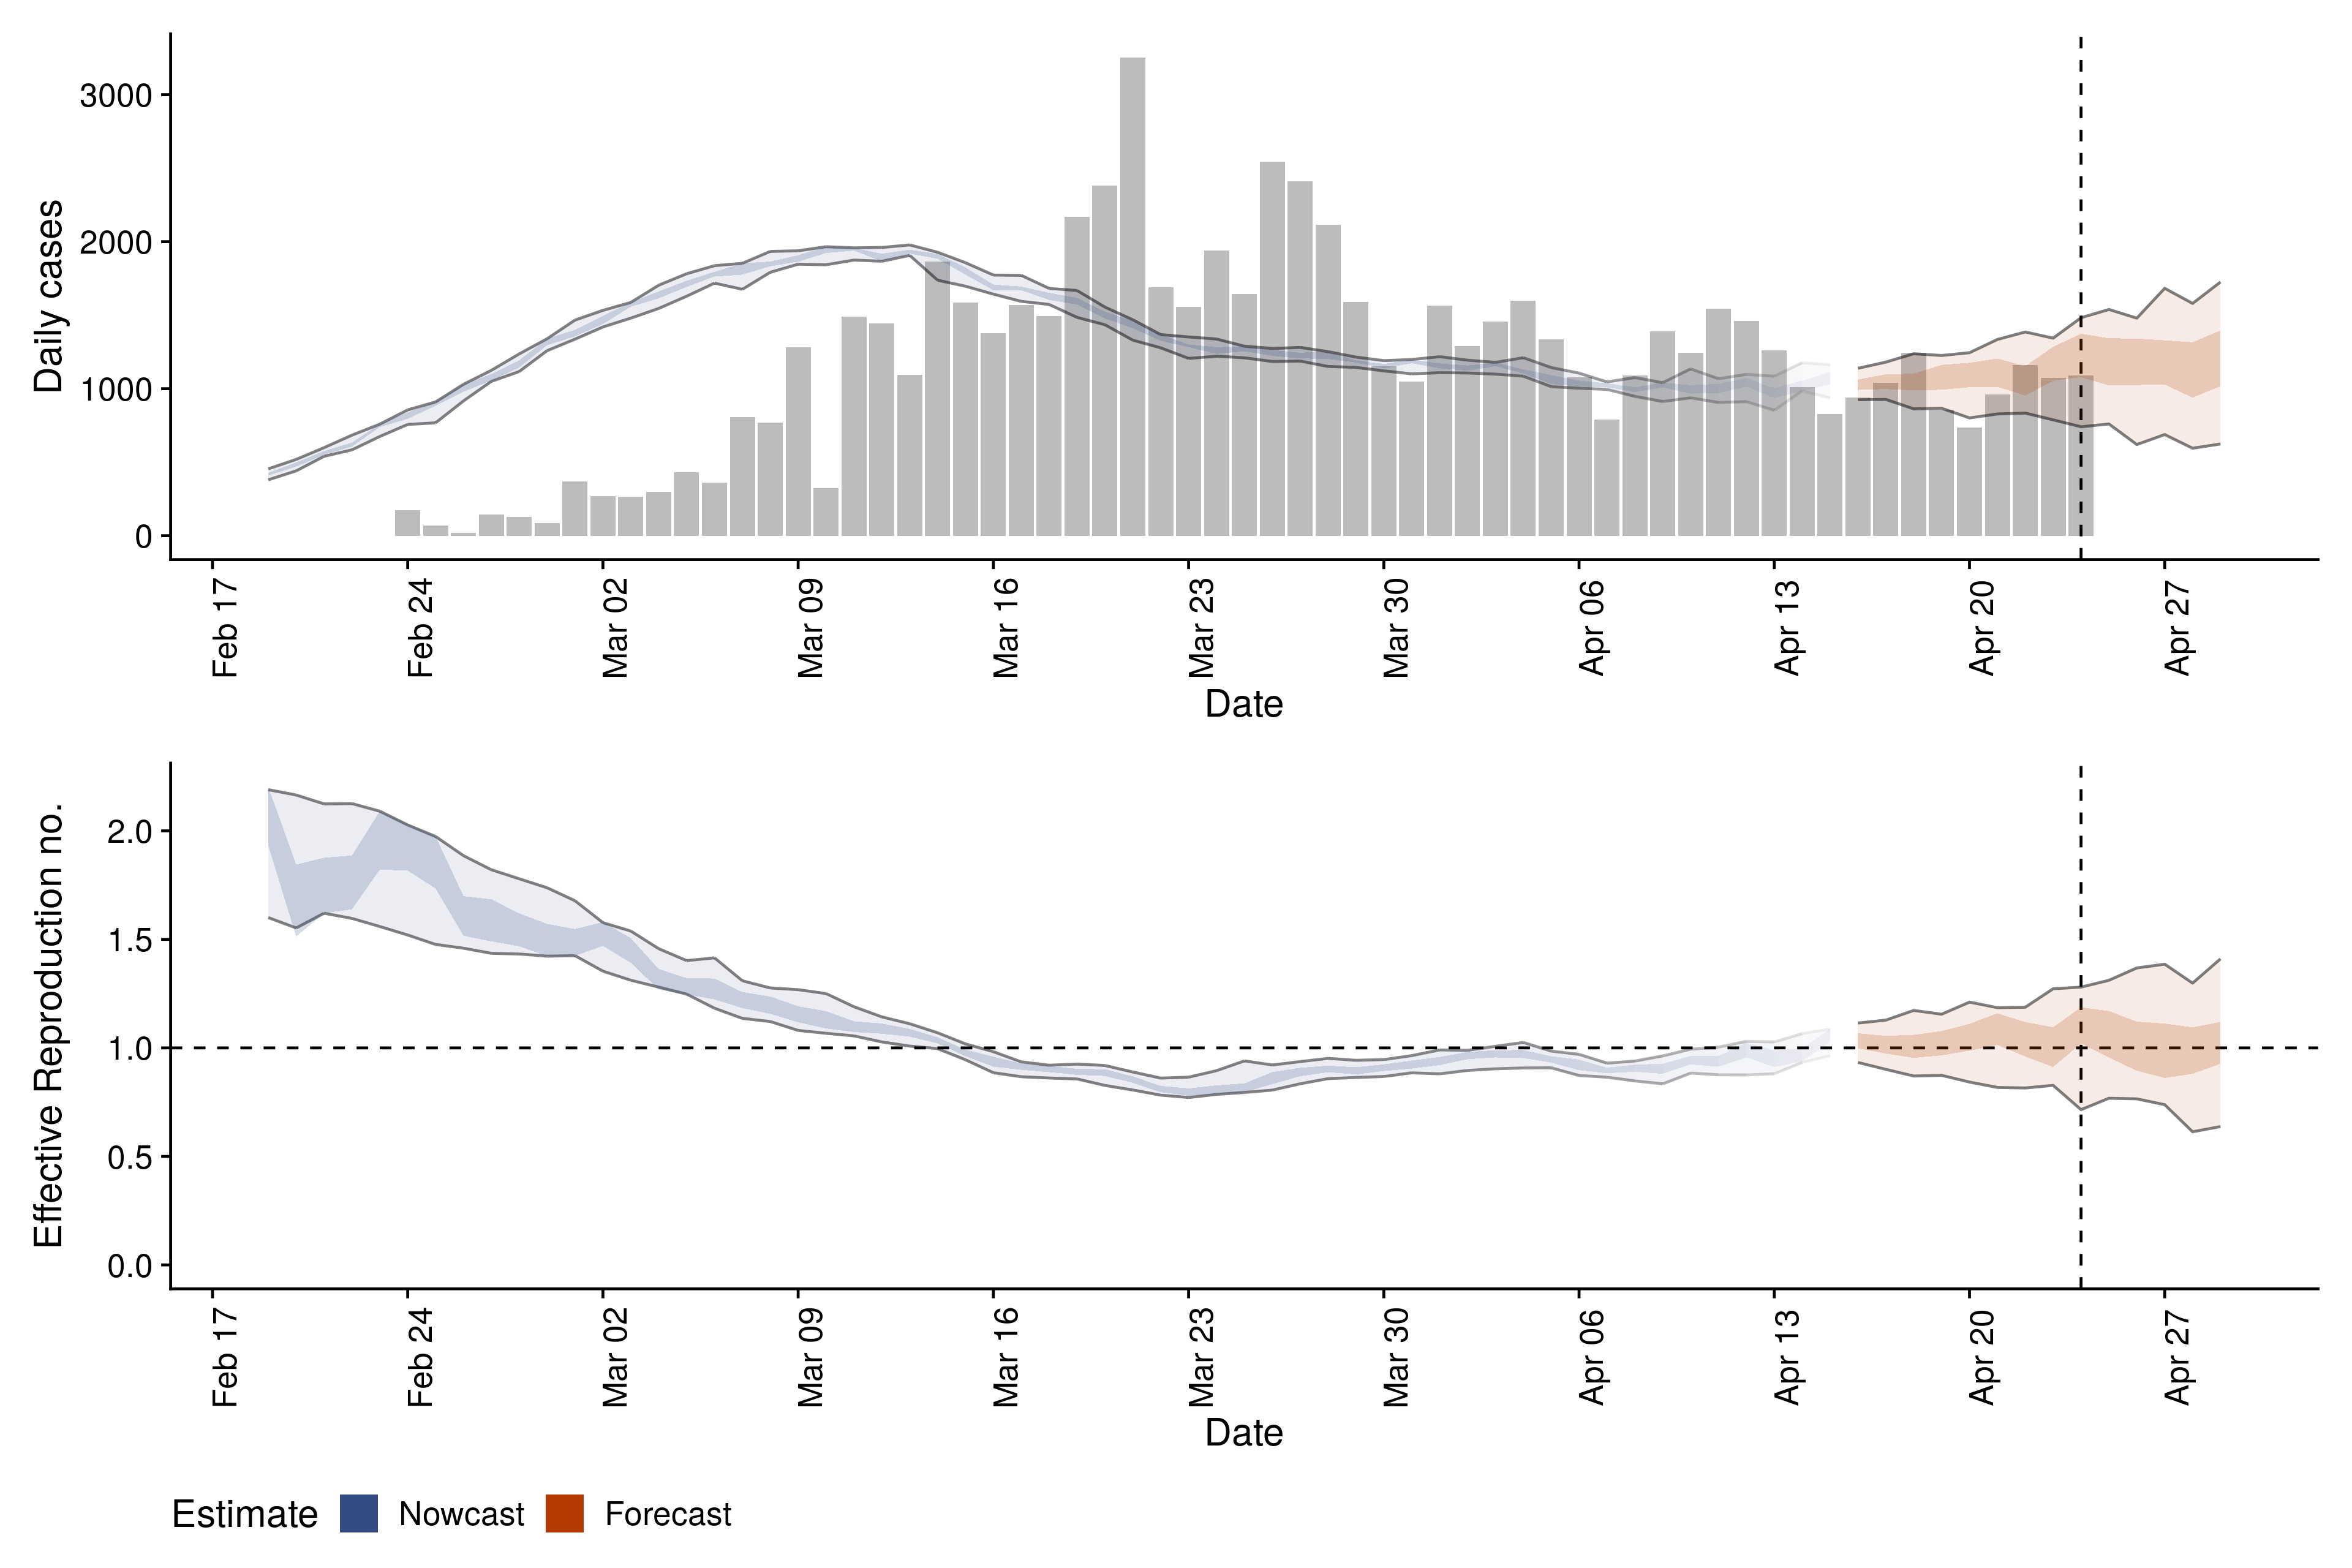 Daily cases
3000
2000
1000
0
Feb 17
Feb 24
Mar 02
Mar 09
Mar 16
Mar 23
Mar 30
Apr 06
Apr 13
Apr 20
Apr 27
Date
Effective Reproduction no.
2.0
1.5
1.0
0.5
0.0
Feb 17
Feb 24
Mar 02
Mar 09
Mar 16
Mar 23
Mar 30
Apr 06
Apr 13
Apr 20
Apr 27
Date
Estimate Nowcast Forecast